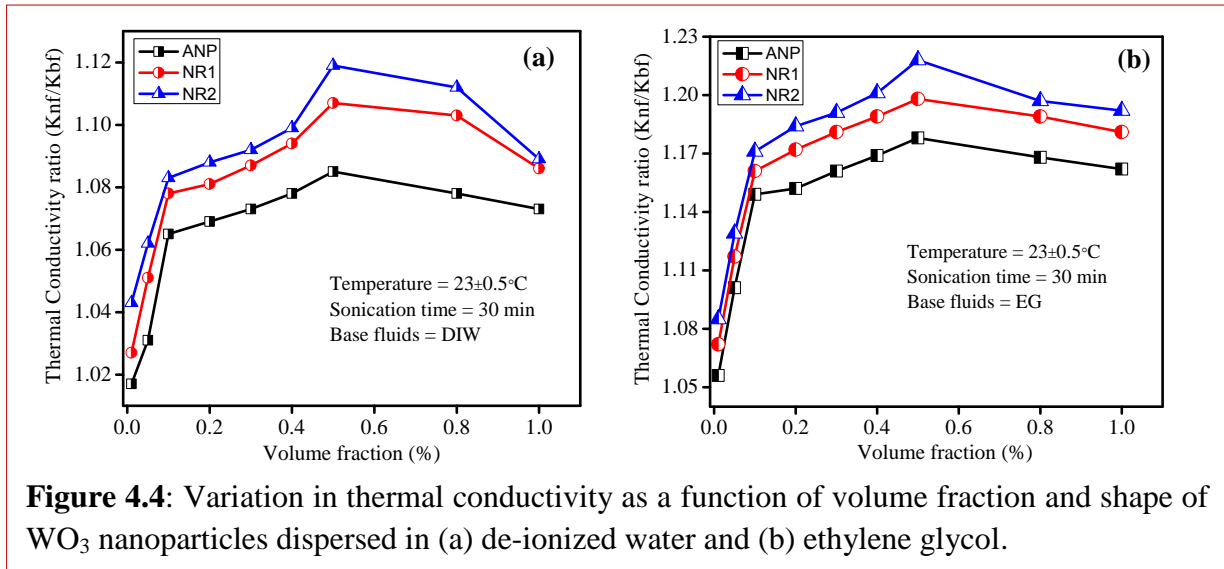 (a)
ANP
NR1
NR2
1.12
1.10
1.08
1.06
1.04
1.02
Thermal Conductivity ratio (Knf/Kbf)
Temperature = 23±0.5°C
Sonication time = 30 min
Base fluids = DIW
0.0 0.2 0.4 0.6 0.8 1.0
Volume fraction (%)
(b)
ANP
NR1
NR2
1.23
1.20
1.17
1.14
1.11
1.08
1.05
Thermal Conductivity ratio (Knf/Kbf)
Temperature = 23±0.5°C
Sonication time = 30 min
Base fluids = EG
0.0 0.2 0.4 0.6 0.8 1.0
Volume fraction (%)
Figure 4.4: Variation in thermal conductivity as a function of volume fraction and shape of
WO₃ nanoparticles dispersed in (a) de-ionized water and (b) ethylene glycol.